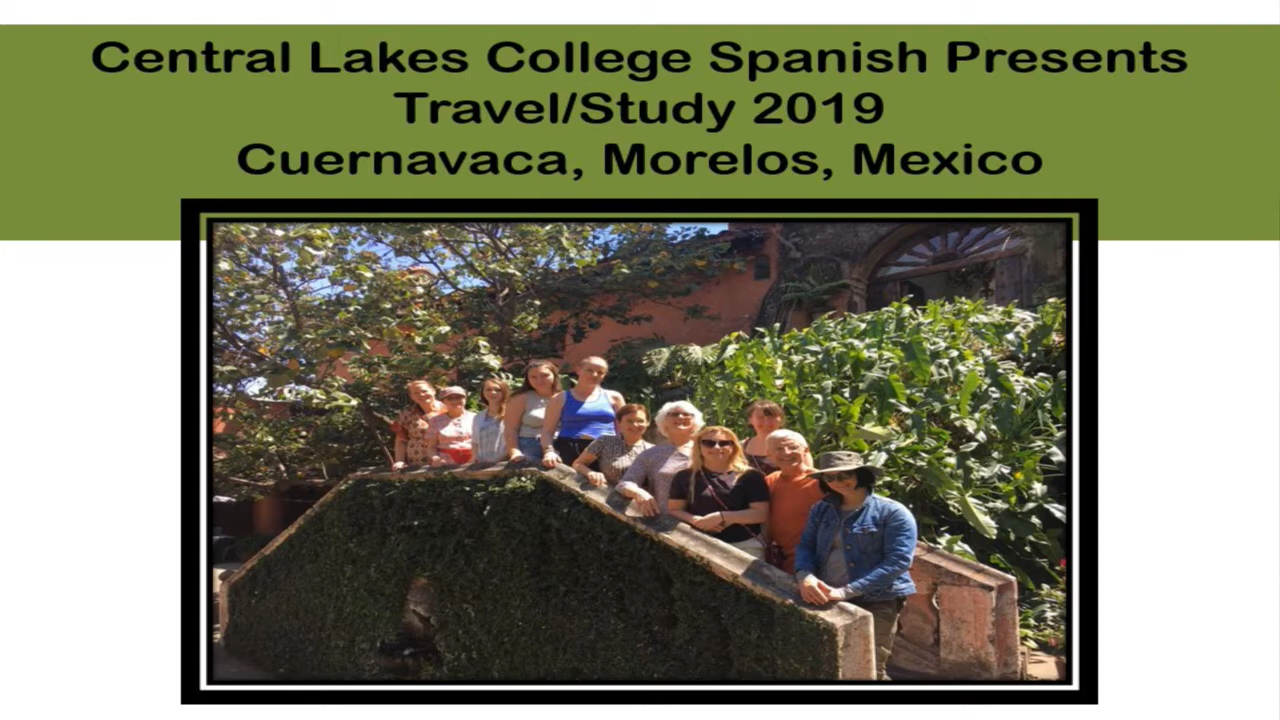 Central Lakes College Spanish Presents
Travel/Study 2019
Cuernavaca, Morelos, Mexico